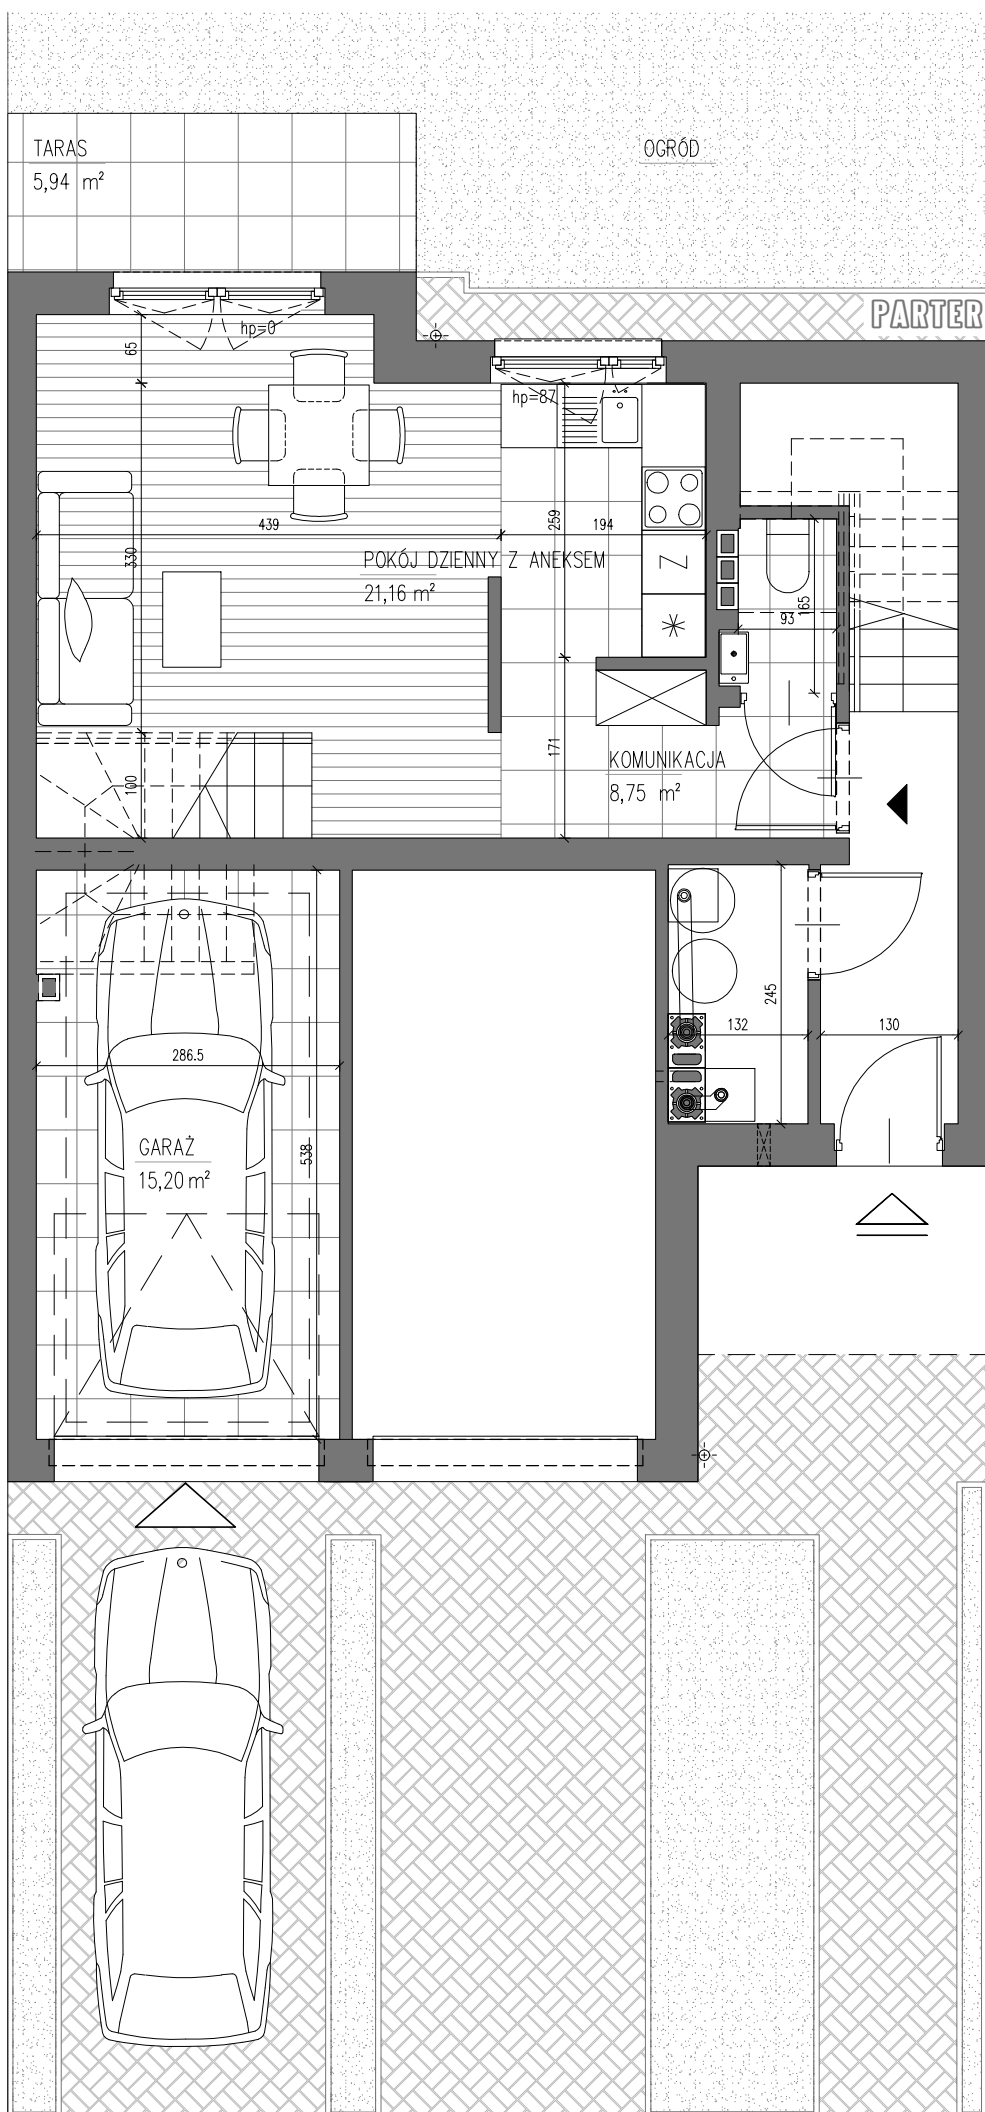 TARAS
5,94 m²
OGRÓD
PARTER
hp=0
65
hp=87
439
259
194
330
POKÓJ DZIENNY Z ANEKSEM
21,16 m²
Z
165
93
171
KOMUNIKACJA
8,75 m²
100
245
132
130
286.5
538
GARAŻ
15,20 m²